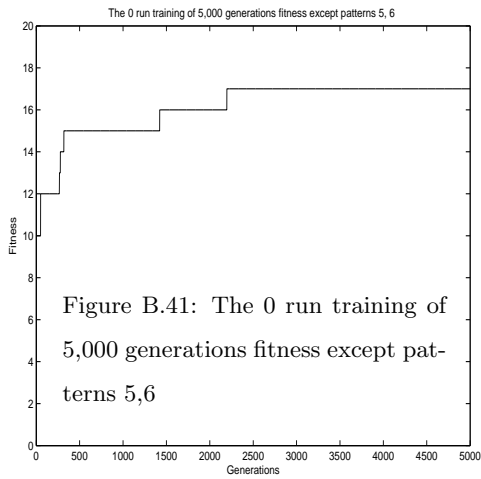 The 0 run training of 5,000 generations fitness except patterns 5, 6
20
18
16
14
12
10
8
6
4
2
0
Fitness
Figure B.41: The 0 run training of
5,000 generations fitness except pat-
terns 5,6
0 500 1000 1500 2000 2500 3000 3500 4000 4500 5000
Generations